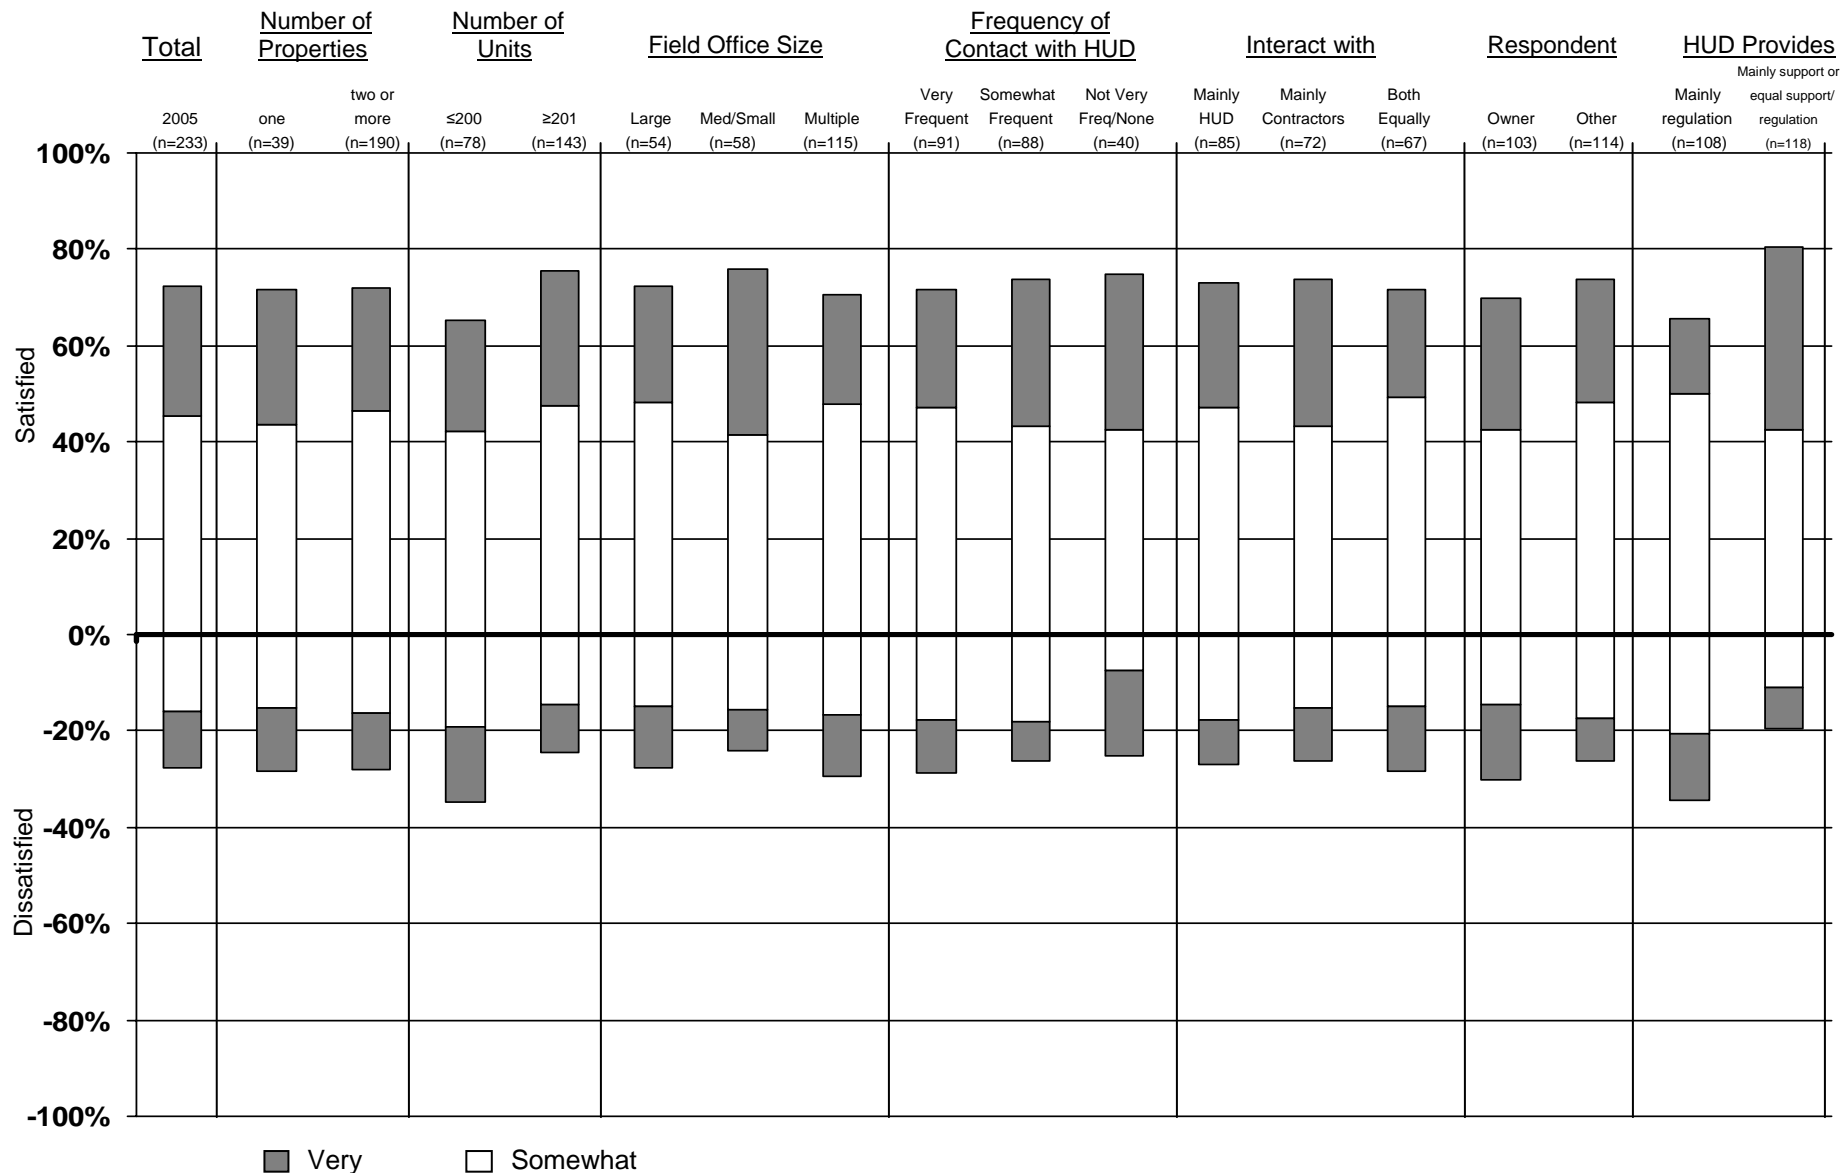 Total
Number of
Properties
Number of
Units
Field Office Size
Frequency of
Contact with HUD
Interact with
Respondent
HUD Provides
2005
(n=233)
one
(n=39)
two or
more
(n=190)
≤200
(n=78)
≥201
(n=143)
Large
(n=54)
Med/Small
(n=58)
Multiple
(n=115)
Very
Frequent
(n=91)
Somewhat
Frequent
(n=88)
Not Very
Freq/None
(n=40)
Mainly
HUD
(n=85)
Mainly
Contractors
(n=72)
Both
Equally
(n=67)
Owner
(n=103)
Other
(n=114)
Mainly
regulation
(n=108)
Mainly support or
equal support/
regulation
(n=118)
100%
80%
60%
40%
20%
0%
-20%
-40%
-60%
-80%
-100%
Satisfied
Dissatisfied
Very
Somewhat